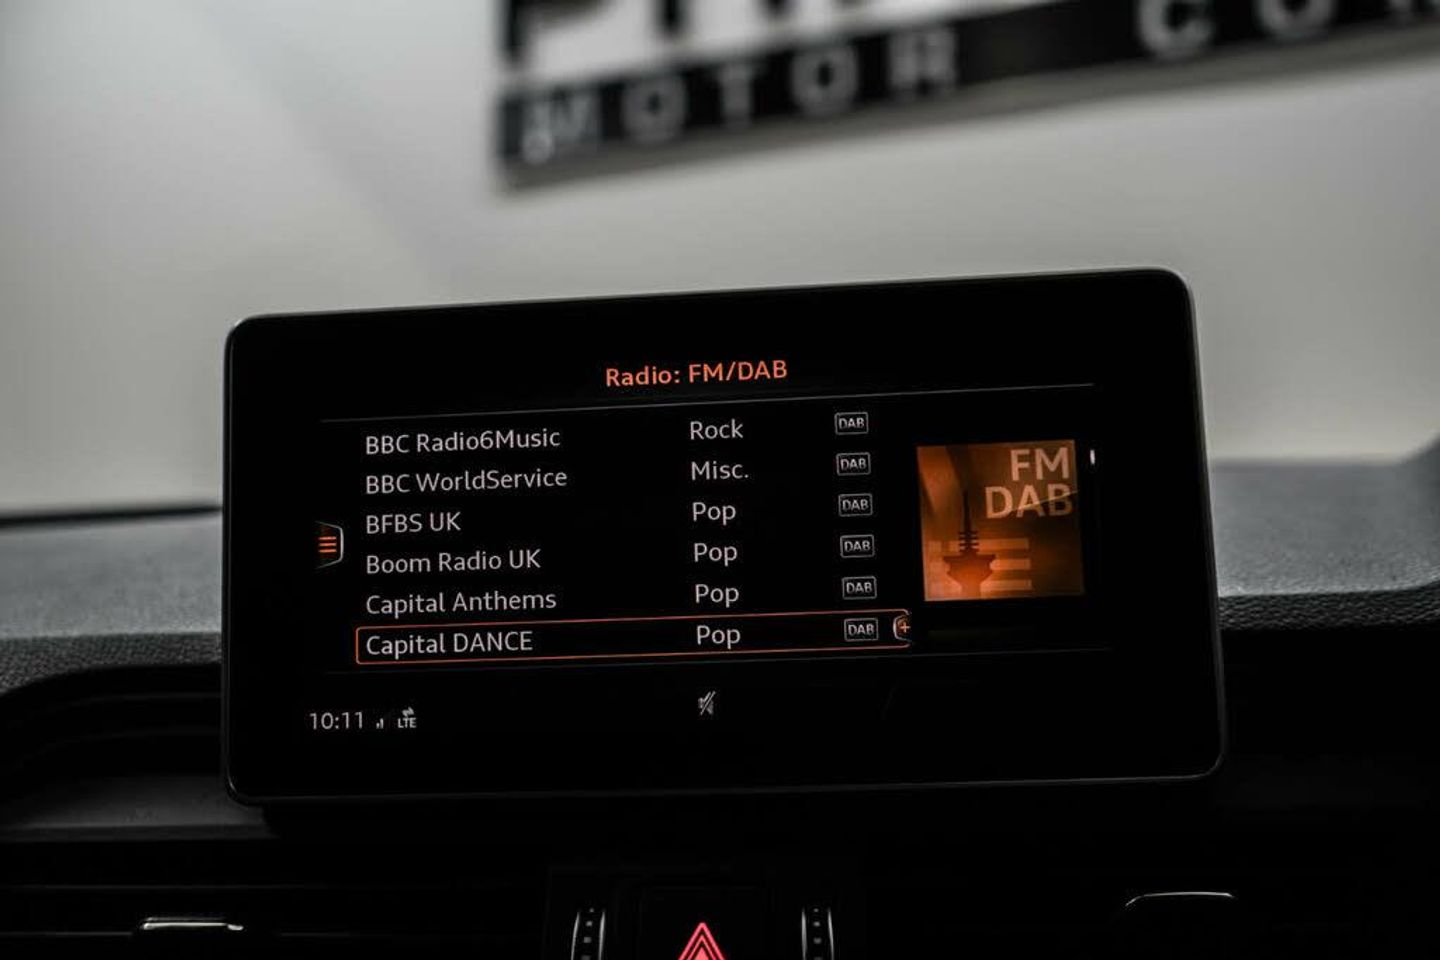 MOTOR
Radio: FM/DAB
BBC Radio6Music Rock DAB
BBC WorldService Misc. DAB
BFBS UK Pop DAB
Boom Radio UK Pop DAB
Capital Anthems Pop DAB
Capital DANCE Pop DAB
FM
DAB
10:11 LTE